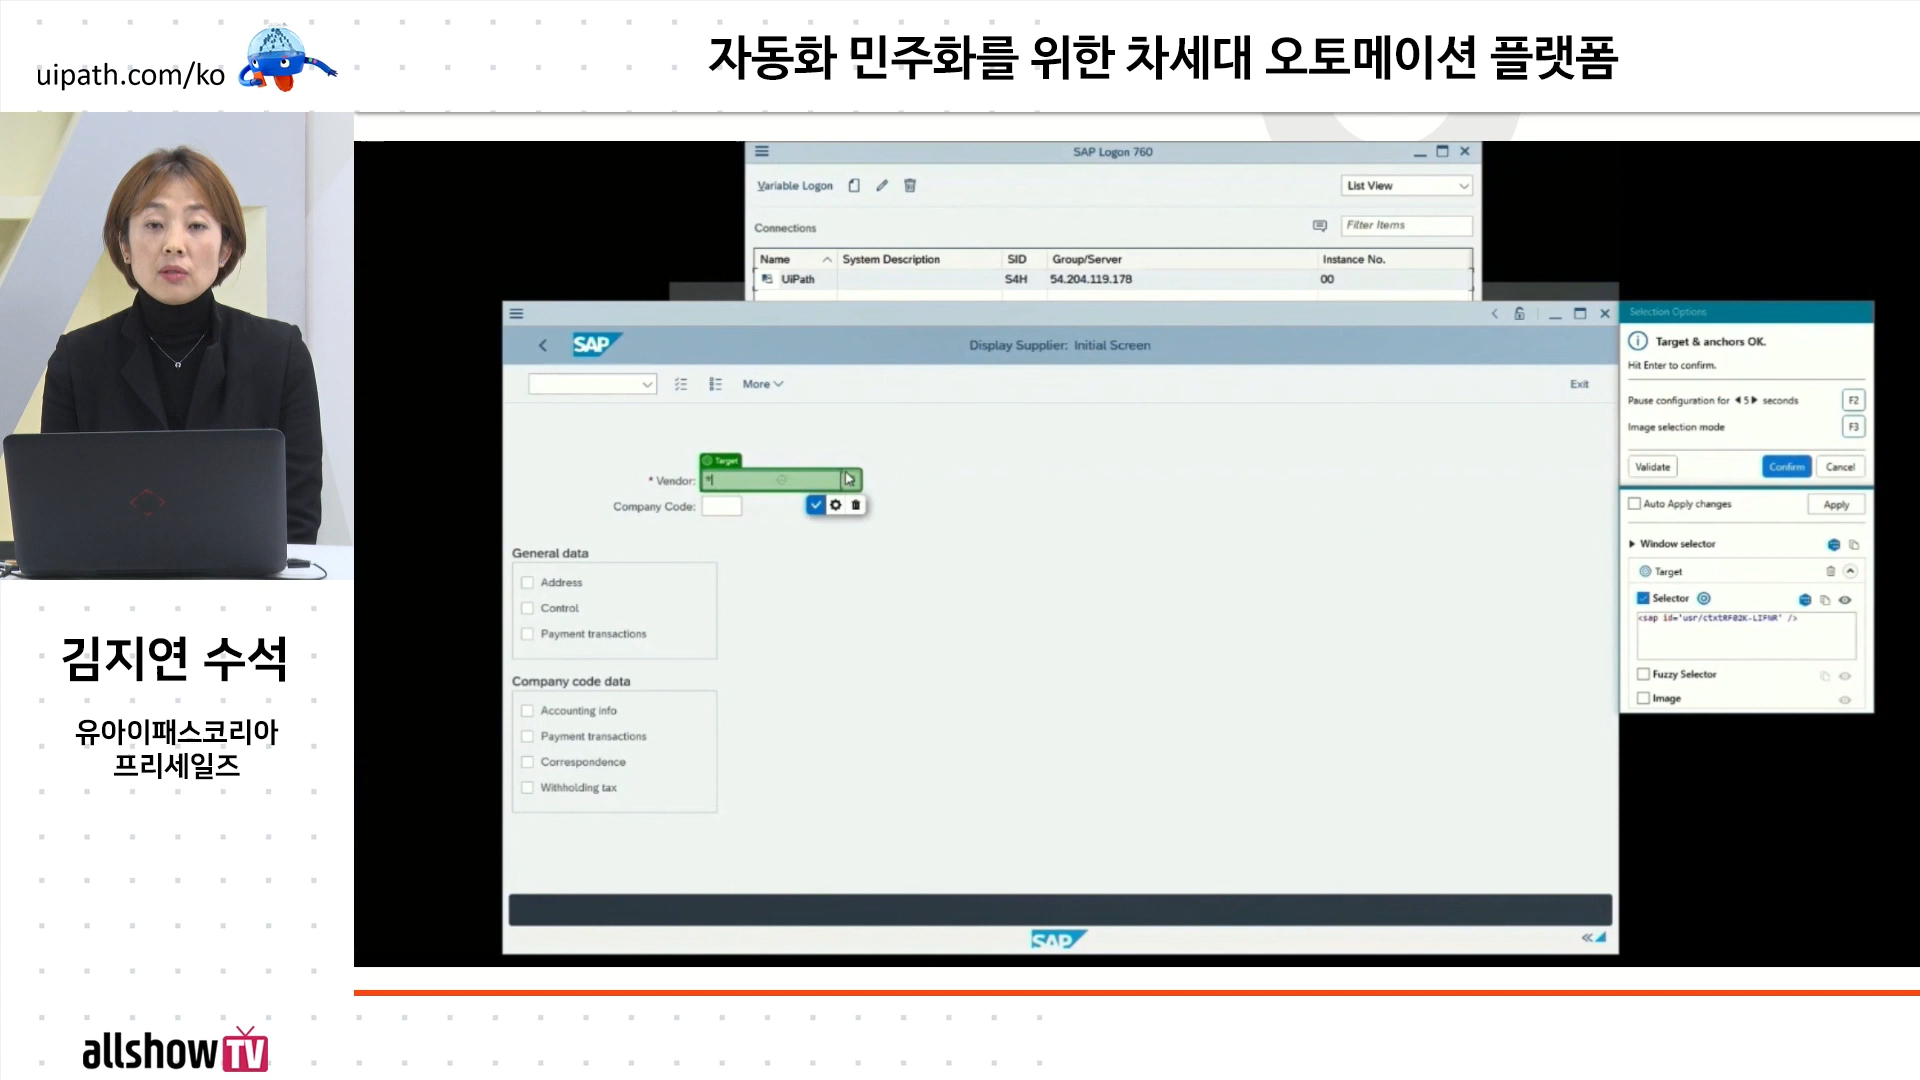 uipath.com/ko
자동화 민주화를 위한 차세대 오토메이션 플랫폼
SAP Logon 760
Variable Logon
List View
Connections
Filter Items
Name System Description SID Group/Server Instance No.
UiPath S4H 54.204.119.178 00
SAP
Display Supplier: Initial Screen
More
Exit
Target
* Vendor:
Company Code:
General data
Address
Control
Payment transactions
Company code data
Accounting info
Payment transactions
Correspondence
Withholding tax
SAP
Selection Options
Target & anchors OK.
Hit Enter to confirm.
Pause configuration for 5 seconds F2
Image selection mode F3
Validate Confirm Cancel
Auto Apply changes Apply
Window selector
Target
Selector
<sap id='usr/ctxtRF02K-LIFNR' />
Fuzzy Selector
Image
김지연 수석
유아이패스코리아
프리세일즈
allshowTV